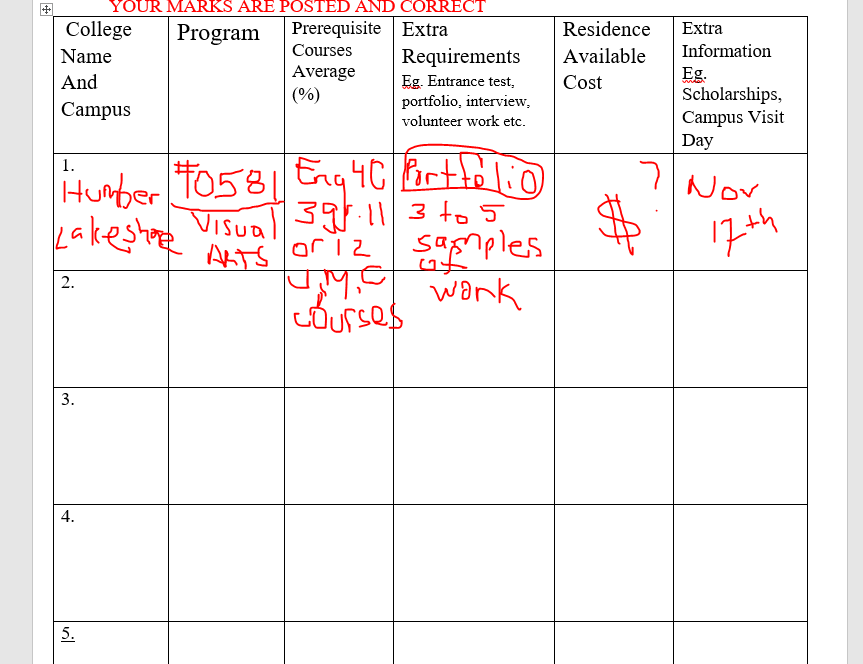 YOUR MARKS ARE POSTED AND CORRECT
College
Name
And
Campus
Program
Prerequisite
Courses
Average
(%)
Extra
Requirements
Eg. Entrance test,
portfolio, interview,
volunteer work etc.
Residence
Available
Cost
Extra
Information
Eg.
Scholarships,
Campus Visit
Day
1.
Humber
Lakeshore
#0581
Visual
ARTS
Eng 4C
3 gr. 11
or 12
U, M, C
courses
Portfolio
3 to 5
samples
of
work
?
$
Nov
17th
2.
3.
4.
5.